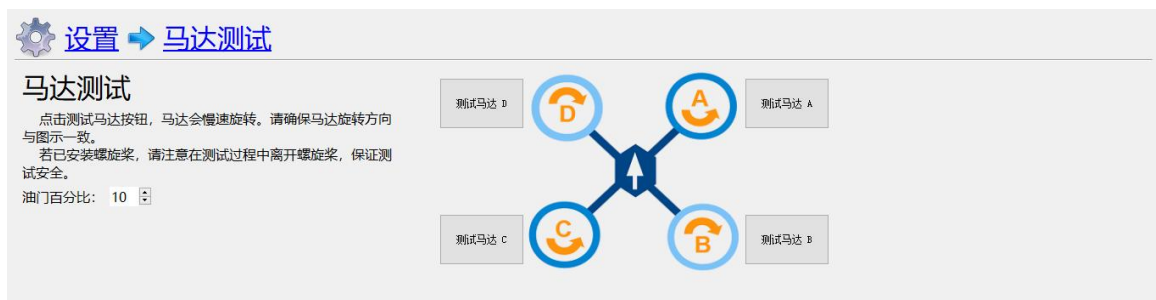 设置 马达测试
马达测试
点击测试马达按钮，马达会慢速旋转。请确保马达旋转方向
与图示一致。
若已安装螺旋桨，请注意在测试过程中离开螺旋桨，保证测
试安全。
油门百分比： 10
测试马达 D
D
A
测试马达 A
测试马达 C
C
B
测试马达 B